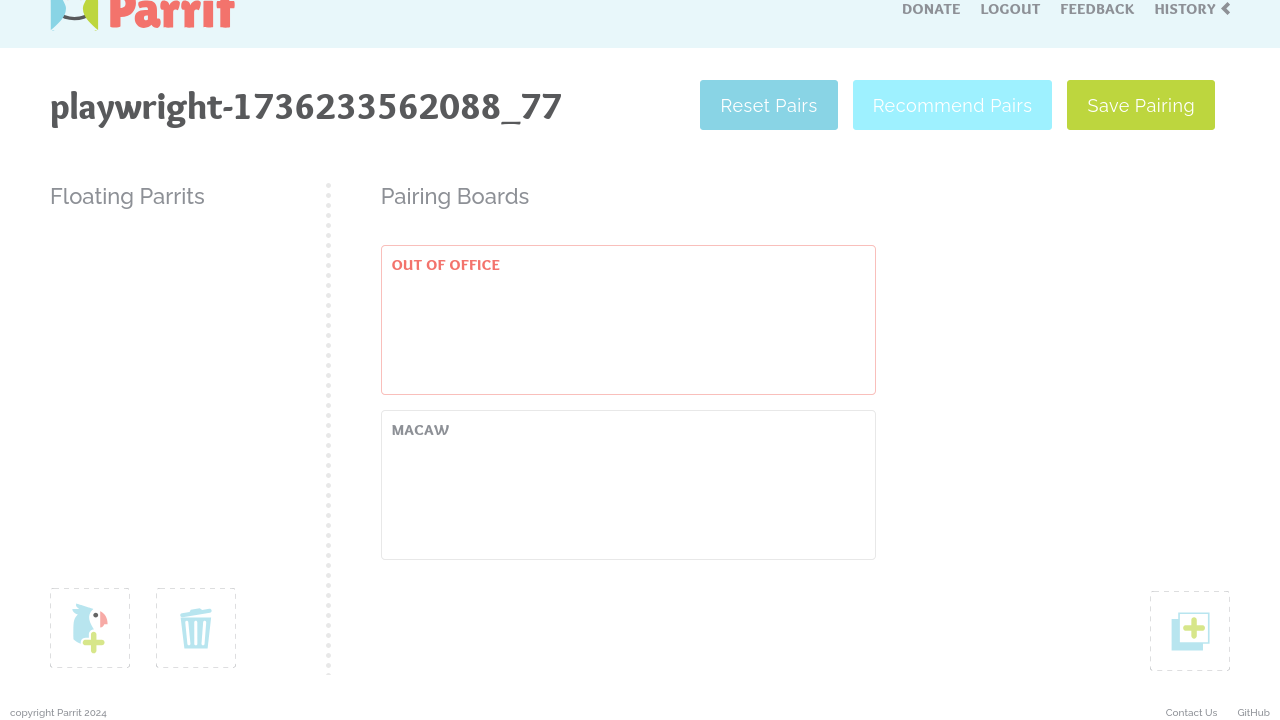 Parrit
DONATE LOGOUT FEEDBACK HISTORY
playwright-1736233562088_77
Reset Pairs
Recommend Pairs
Save Pairing
Floating Parrits
Pairing Boards
OUT OF OFFICE
MACAW
copyright Parrit 2024
Contact Us
GitHub